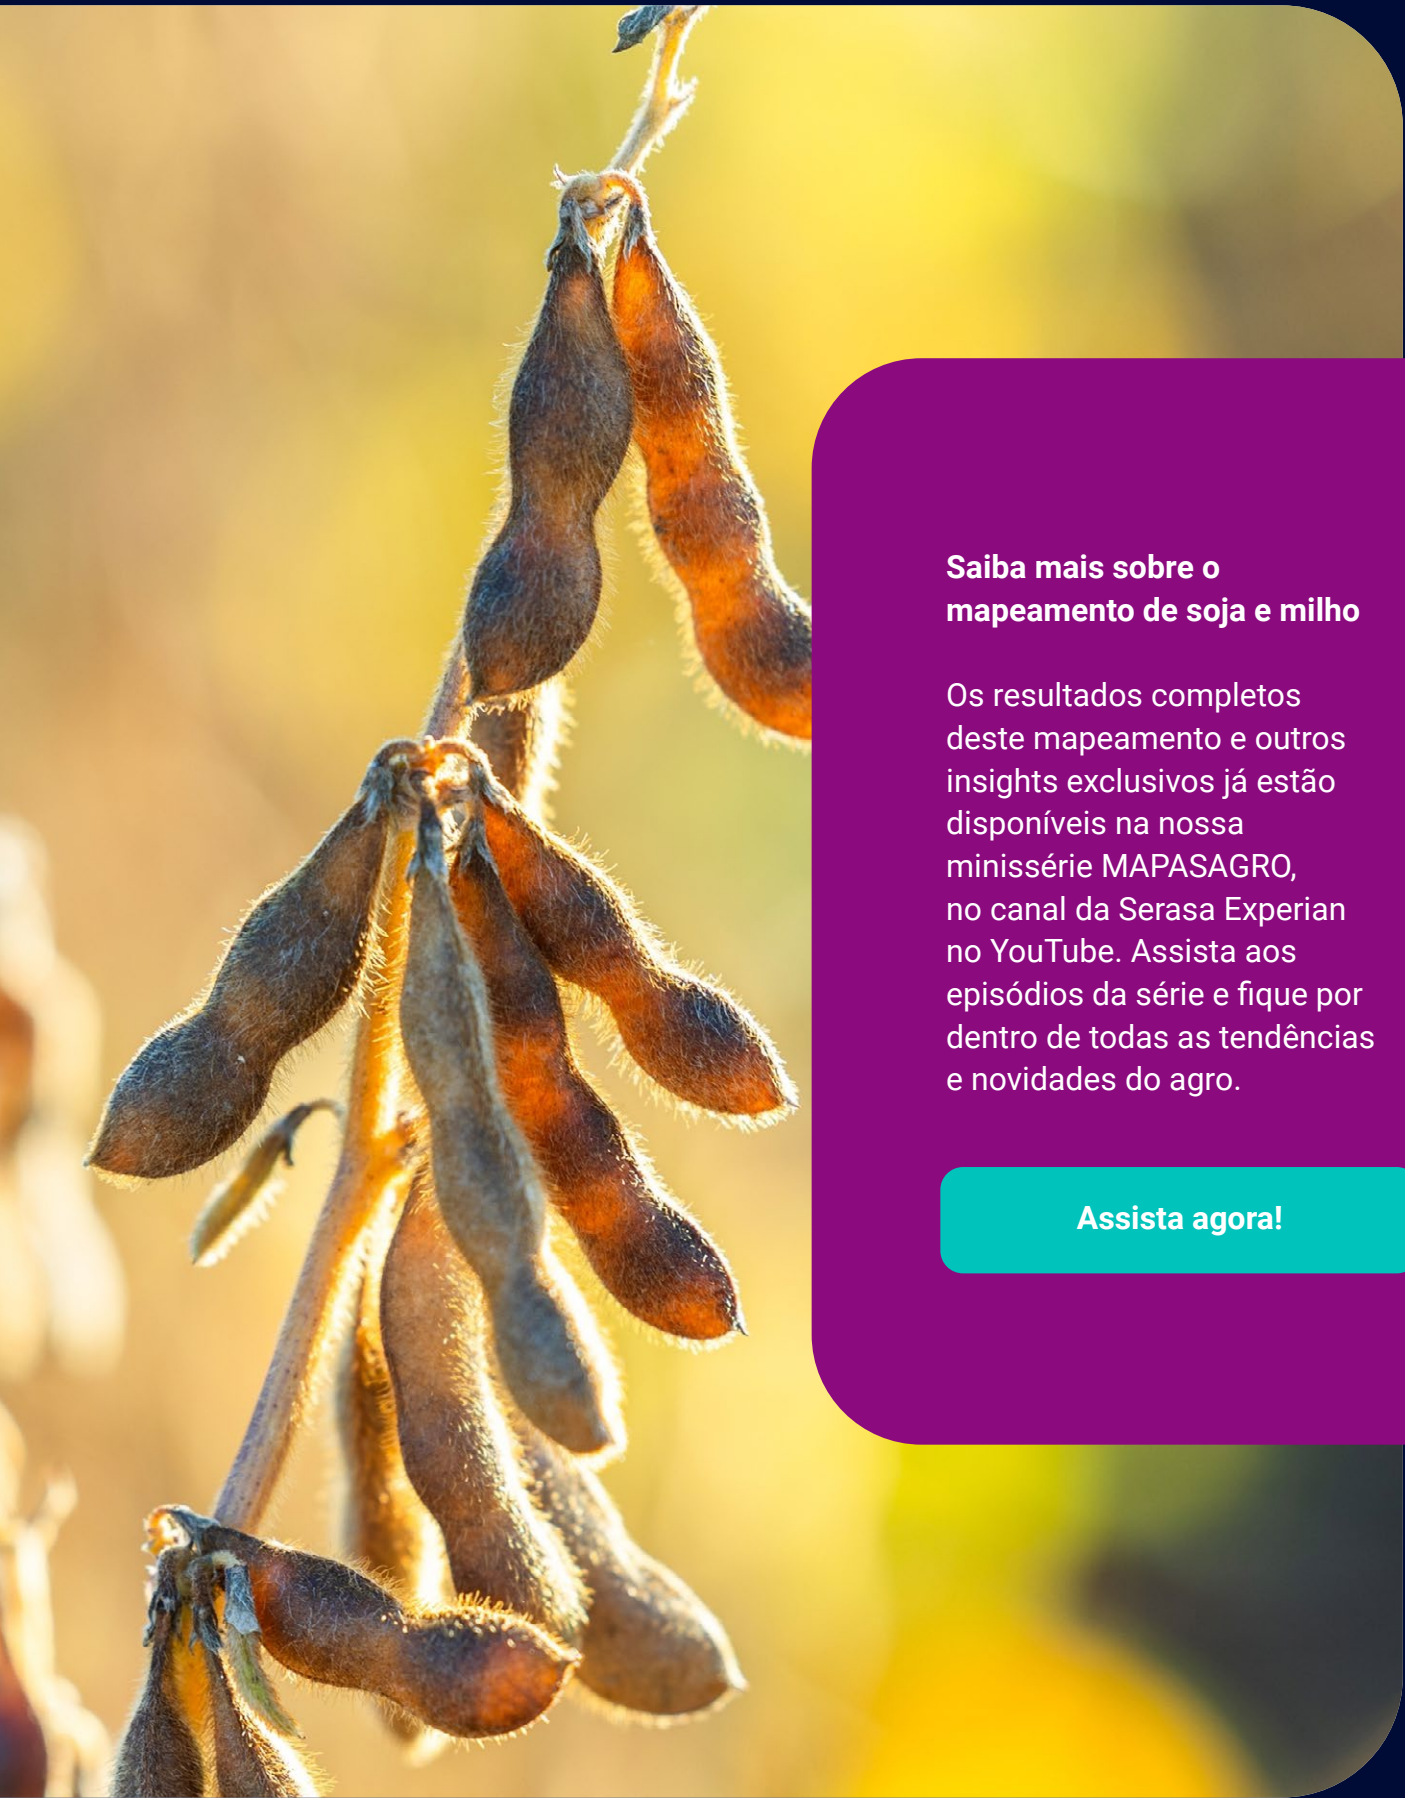 Saiba mais sobre o
mapeamento de soja e milho
Os resultados completos
deste mapeamento e outros
insights exclusivos já estão
disponíveis na nossa
minissérie MAPASAGRO,
no canal da Serasa Experian
no YouTube. Assista aos
episódios da série e fique por
dentro de todas as tendências
e novidades do agro.
Assista agora!